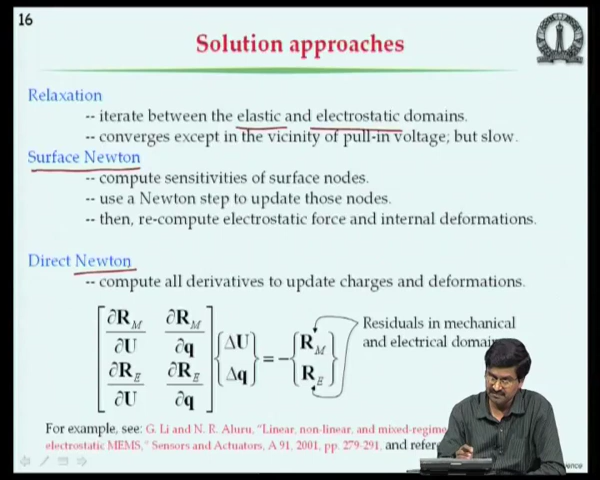 16
Solution approaches
Relaxation
-- iterate between the elastic and electrostatic domains.
-- converges except in the vicinity of pull-in voltage; but slow.
Surface Newton
-- compute sensitivities of surface nodes.
-- use a Newton step to update those nodes.
-- then, re-compute electrostatic force and internal deformations.
Direct Newton
-- compute all derivatives to update charges and deformations.
∂R_M ∂R_M
∂U ∂q
∂R_E ∂R_E
∂U ∂q
ΔU
Δq
= −
R_M
R_E
Residuals in mechanical
and electrical
For example, see: G. Li and N. R. Aluru, "Linear, non-linear, and mixed-regime
electrostatic MEMS," Sensors and Actuators, A 91, 2001, pp. 279-291, and